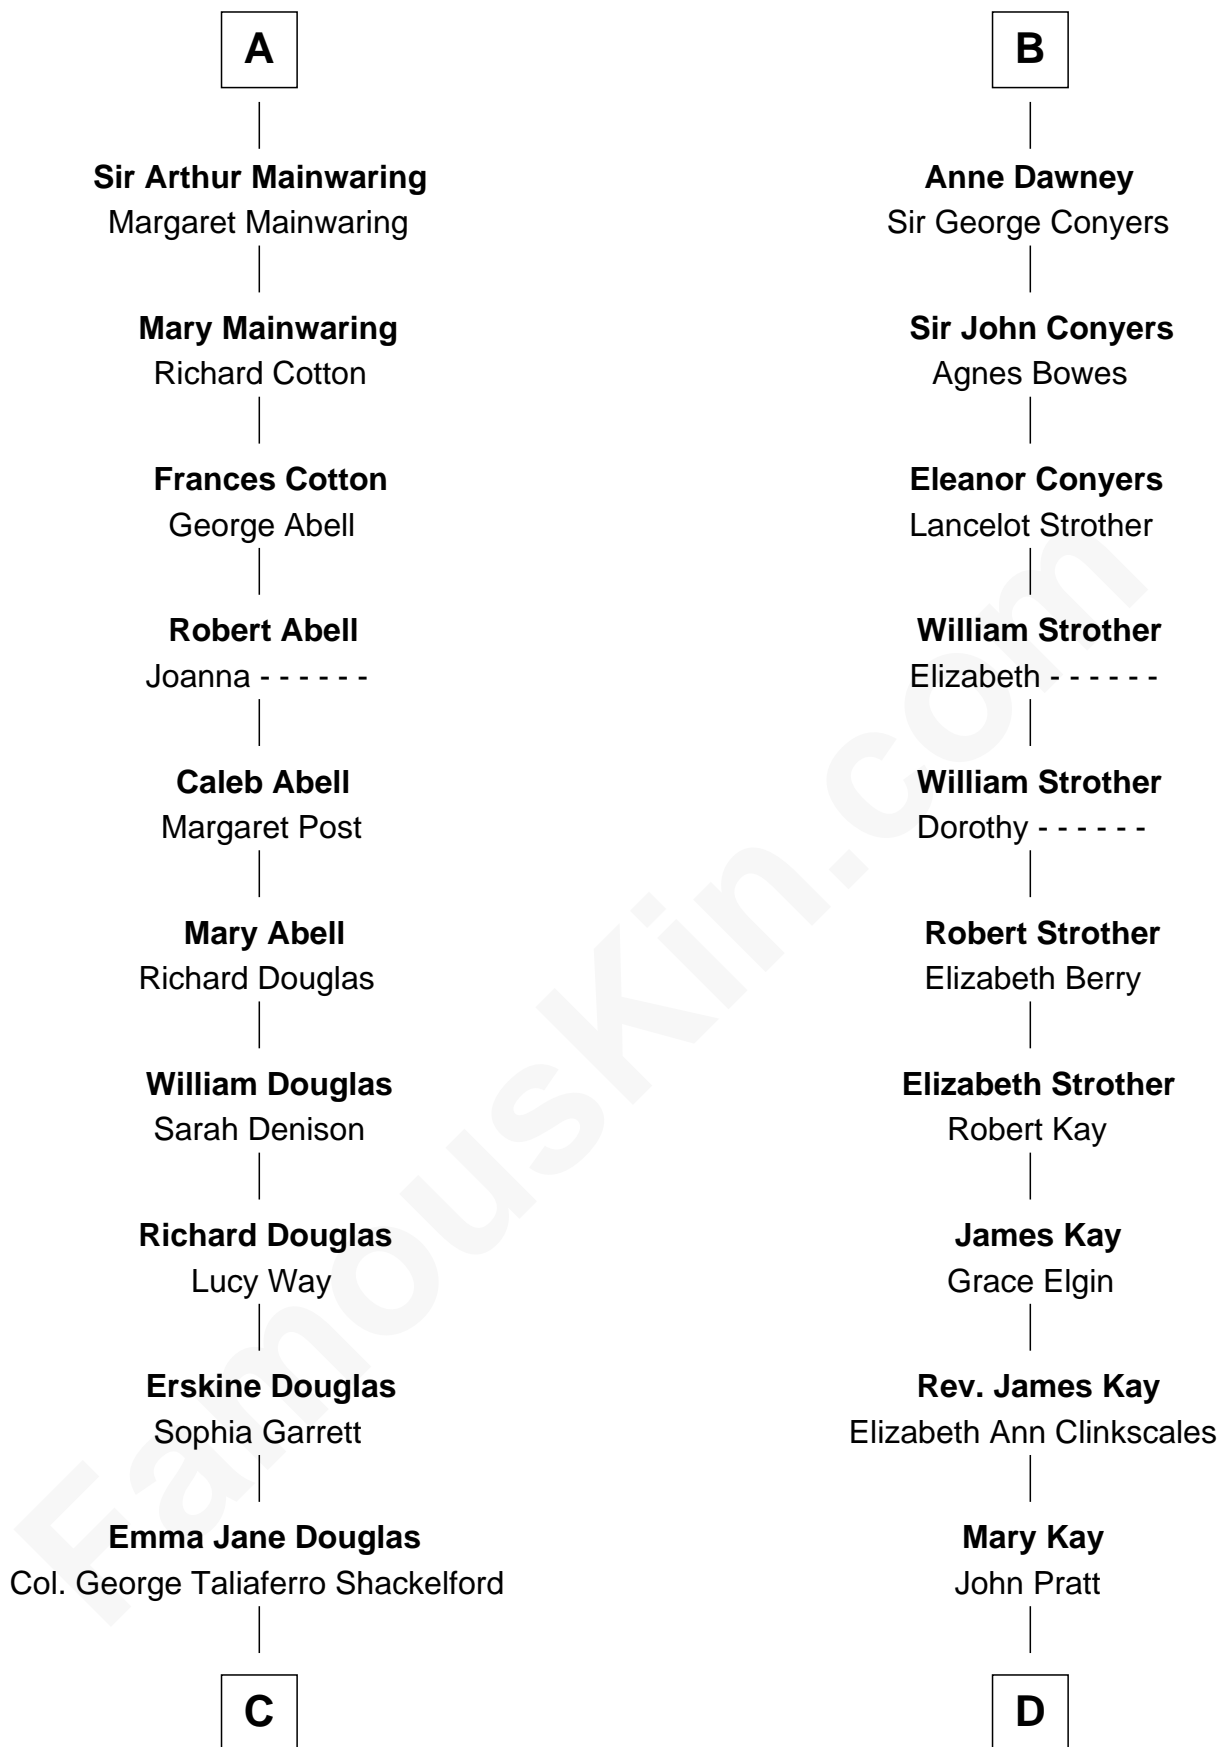 A
Sir Arthur Mainwaring
Margaret Mainwaring
Mary Mainwaring
Richard Cotton
Frances Cotton
George Abell
Robert Abell
Joanna - - - - - -
Caleb Abell
Margaret Post
Mary Abell
Richard Douglas
William Douglas
Sarah Denison
Richard Douglas
Lucy Way
Erskine Douglas
Sophia Garrett
Emma Jane Douglas
Col. George Taliaferro Shackelford
C
B
Anne Dawney
Sir George Conyers
Sir John Conyers
Agnes Bowes
Eleanor Conyers
Lancelot Strother
William Strother
Elizabeth - - - - - -
William Strother
Dorothy - - - - - -
Robert Strother
Elizabeth Berry
Elizabeth Strother
Robert Kay
James Kay
Grace Elgin
Rev. James Kay
Elizabeth Ann Clinkscales
Mary Kay
John Pratt
D
FamousKin.com